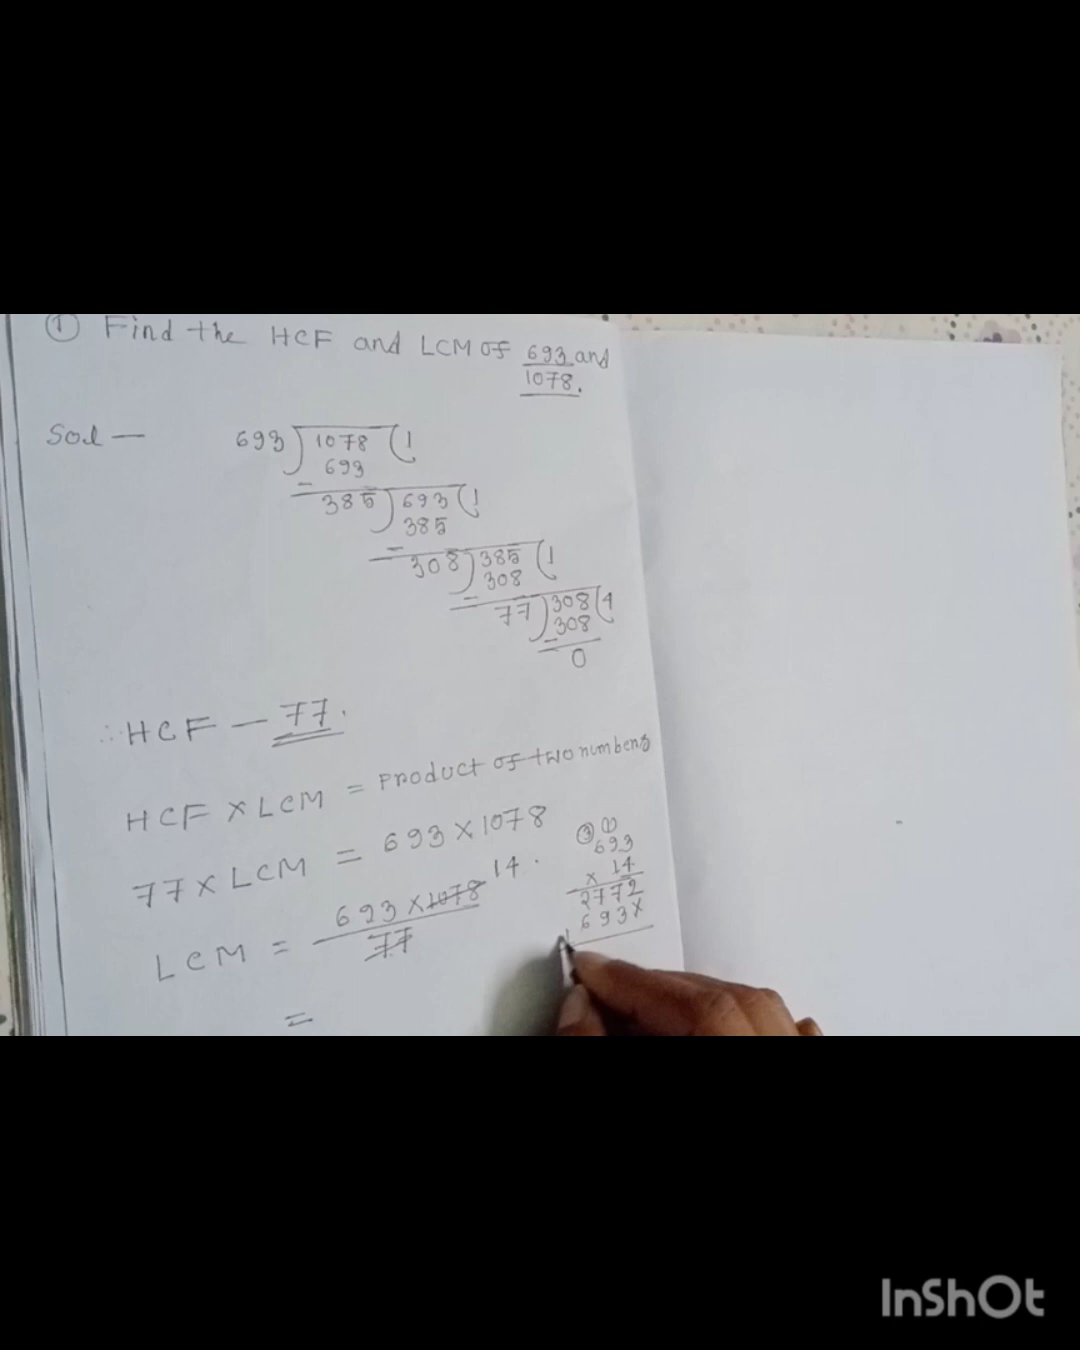 ① Find the HCF and LCM of 693 and
1078.
Sol —
693 ) 1078 ( 1
693
385 ) 693 ( 1
- 385
308 ) 385 ( 1
- 308
77 ) 308 ( 4
- 308
0
∴ HCF — 77.
HCF × LCM = Product of two numbers
77 × LCM = 693 × 1078
LCM = 693 × 1078 14.
77
=
③ ①
693
× 14
2772
693×
InShOt